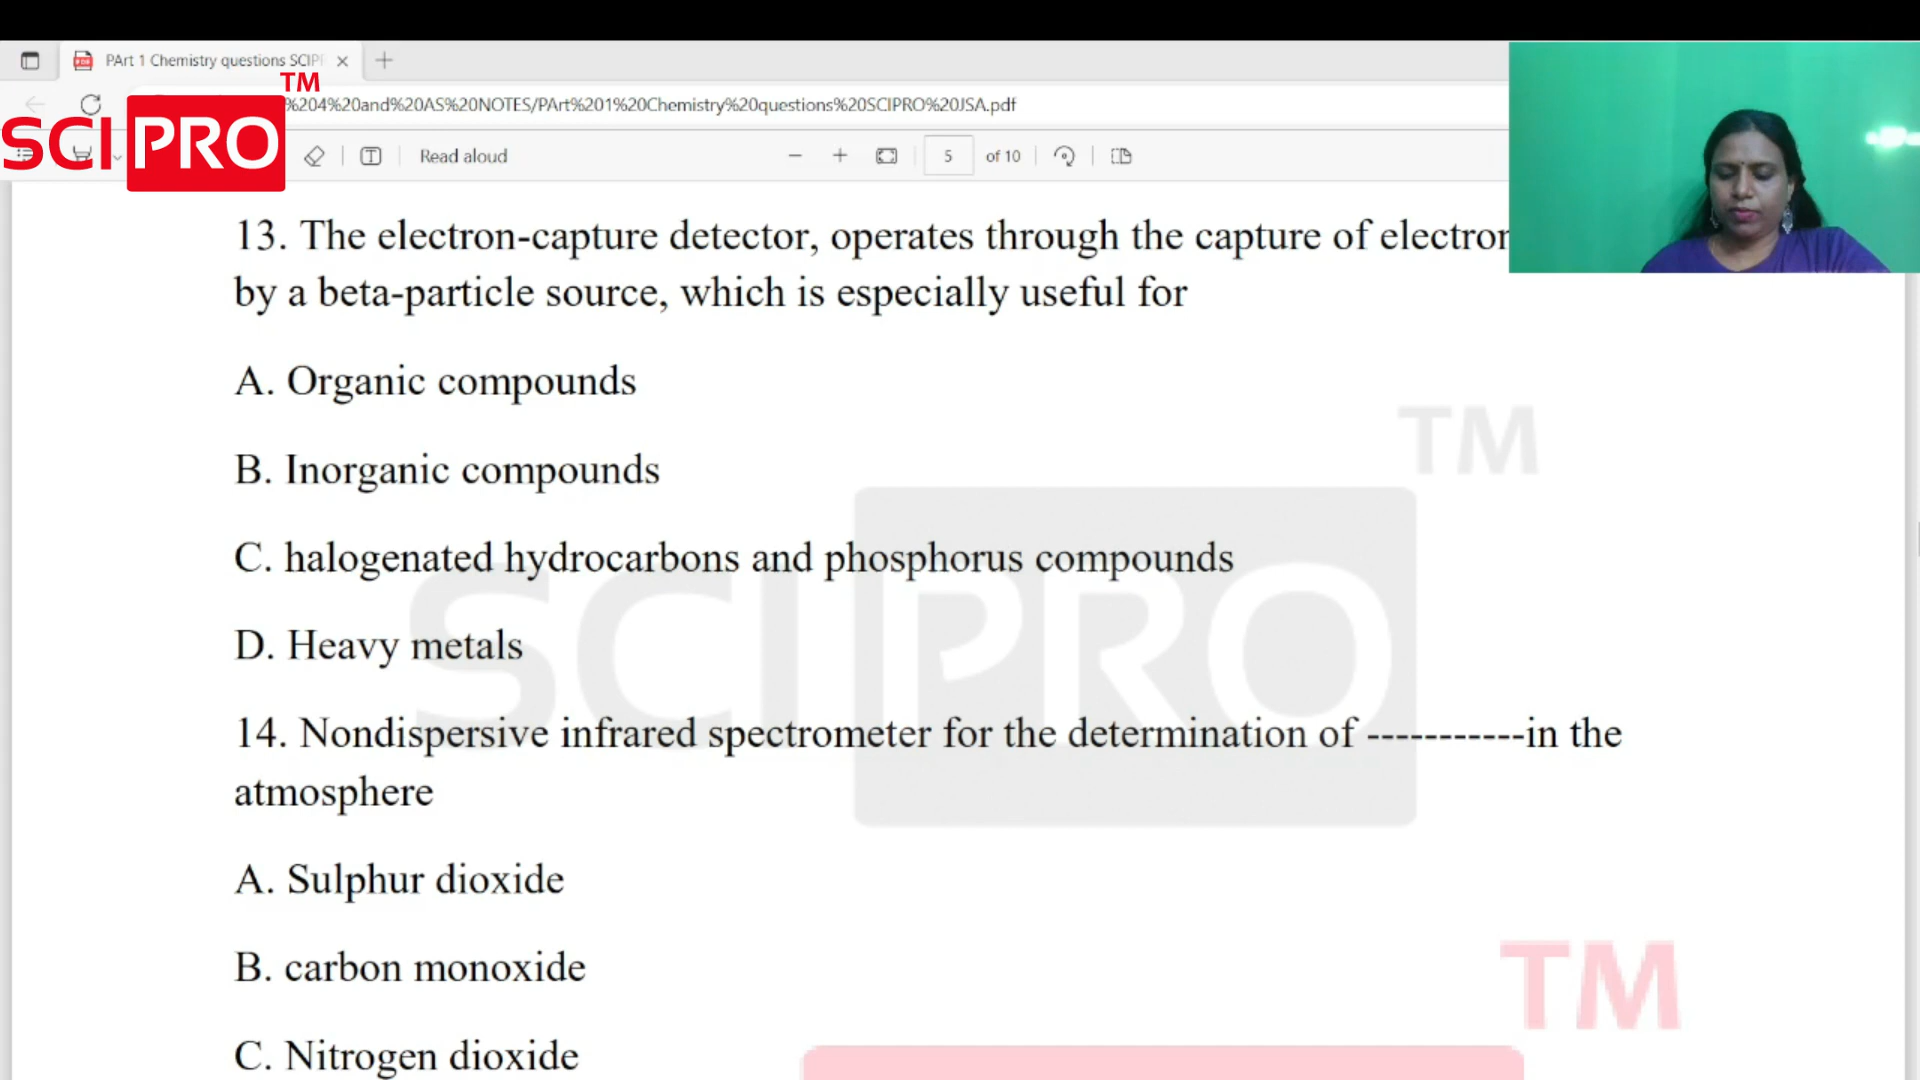 PArt 1 Chemistry questions SCIP
TM
%204%20and%20AS%20NOTES/PArt%201%20Chemistry%20questions%20SCIPRO%20JSA.pdf
SCIPRO
Read aloud
5 of 10
13. The electron-capture detector, operates through the capture of electron
by a beta-particle source, which is especially useful for
A. Organic compounds
TM
B. Inorganic compounds
C. halogenated hydrocarbons and phosphorus compounds
SCIPRO
D. Heavy metals
14. Nondispersive infrared spectrometer for the determination of -----------in the
atmosphere
A. Sulphur dioxide
B. carbon monoxide
TM
C. Nitrogen dioxide